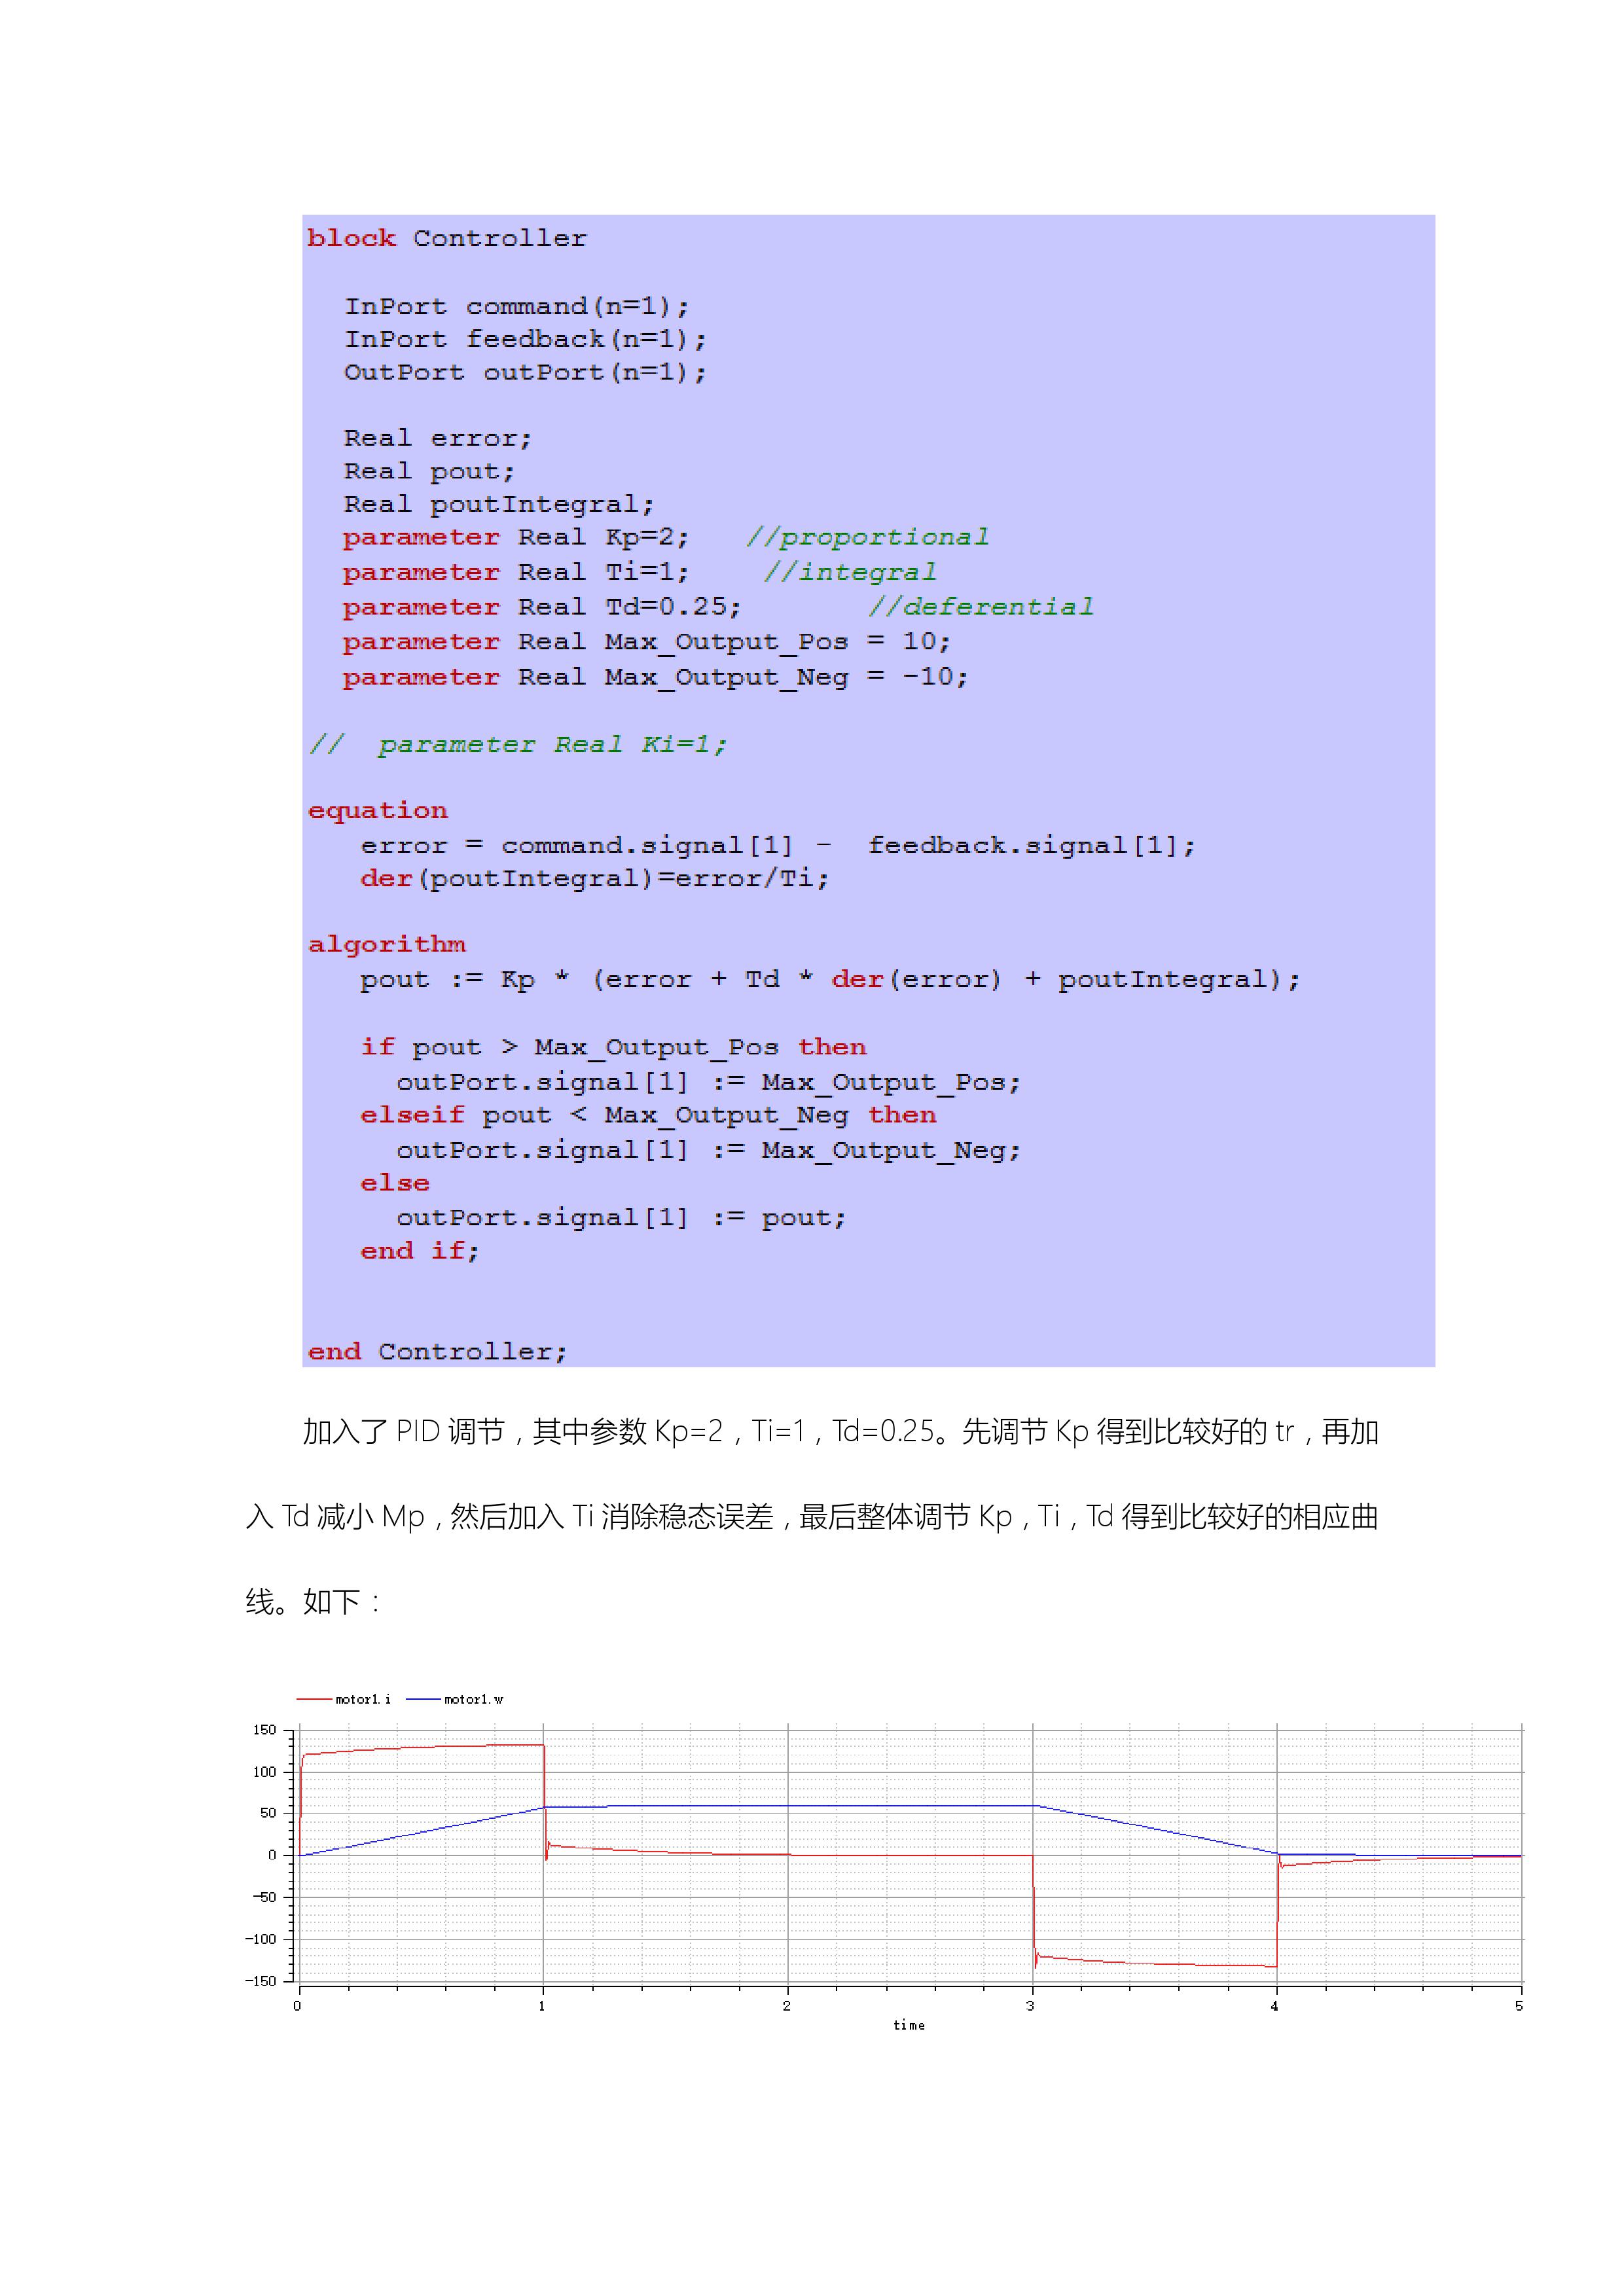 block Controller
InPort command(n=1);
InPort feedback(n=1);
OutPort outPort(n=1);
Real error;
Real pout;
Real poutIntegral;
parameter Real Kp=2;   //proportional
parameter Real Ti=1;    //integral
parameter Real Td=0.25;       //deferential
parameter Real Max_Output_Pos = 10;
parameter Real Max_Output_Neg = -10;
//  parameter Real Ki=1;
equation
error = command.signal[1] -  feedback.signal[1];
der(poutIntegral)=error/Ti;
algorithm
pout := Kp * (error + Td * der(error) + poutIntegral);
if pout > Max_Output_Pos then
outPort.signal[1] := Max_Output_Pos;
elseif pout < Max_Output_Neg then
outPort.signal[1] := Max_Output_Neg;
else
outPort.signal[1] := pout;
end if;
end Controller;
加入了 PID 调节，其中参数 Kp=2，Ti=1，Td=0.25。先调节 Kp 得到比较好的 tr，再加
入 Td 减小 Mp，然后加入 Ti 消除稳态误差，最后整体调节 Kp，Ti，Td 得到比较好的相应曲
线。如下：
motor1.i motor1.w
150
100
50
0
-50
-100
-150
0 1 2 3 4 5
time